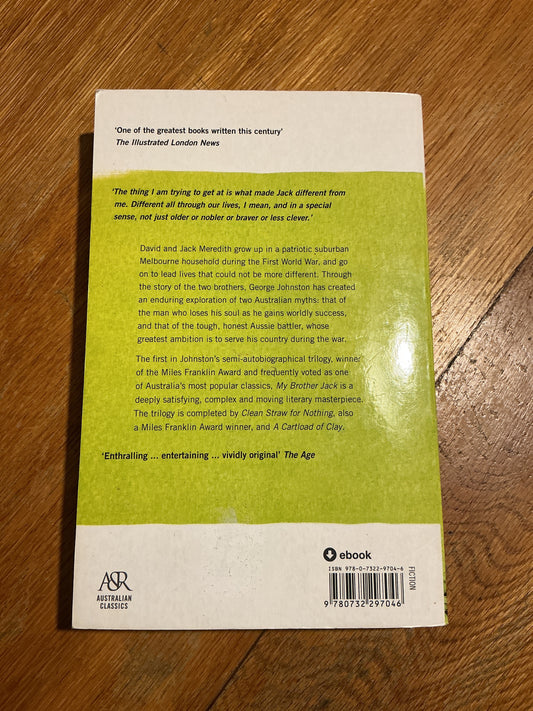 ‘One of the greatest books written this century’
The Illustrated London News
‘The thing I am trying to get at is what made Jack different from
me. Different all through our lives, I mean, and in a special
sense, not just older or nobler or braver or less clever.’
David and Jack Meredith grow up in a patriotic suburban
Melbourne household during the First World War, and go
on to lead lives that could not be more different. Through
the story of the two brothers, George Johnston has created
an enduring exploration of two Australian myths: that of
the man who loses his soul as he gains worldly success,
and that of the tough, honest Aussie battler, whose
greatest ambition is to serve his country during the war.
The first in Johnston's semi-autobiographical trilogy, winner
of the Miles Franklin Award and frequently voted as one
of Australia's most popular classics, My Brother Jack is a
deeply satisfying, complex and moving literary masterpiece.
The trilogy is completed by Clean Straw for Nothing, also
a Miles Franklin Award winner, and A Cartload of Clay.
‘Enthralling ... entertaining ... vividly original’ The Age
ebook
ISBN 978-0-7322-9704-6
9 780732 297046
FICTION
A&R
AUSTRALIAN
CLASSICS